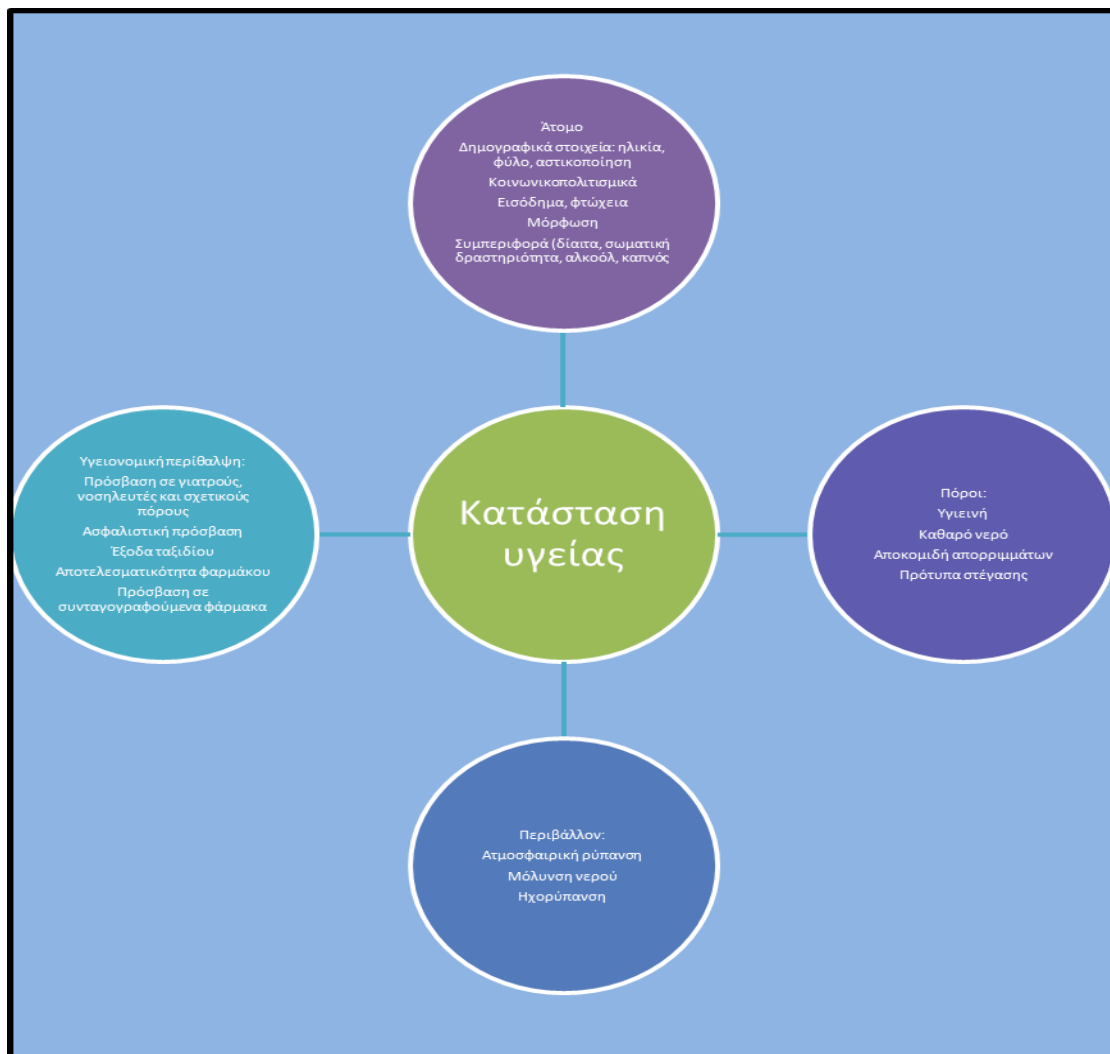 Άτομο
Δημογραφικά στοιχεία: ηλικία,
φύλο, αστικοποίηση
Κοινωνικοπολιτισμικά
Εισόδημα, φτώχεια
Μόρφωση
Συμπεριφορά (δίαιτα, σωματική
δραστηριότητα, αλκοόλ, καπνός
Υγειονομική περίθαλψη:
Πρόσβαση σε γιατρούς,
νοσηλευτές και σχετικούς
πόρους
Ασφαλιστική πρόσβαση
Έξοδα ταξιδίου
Αποτελεσματικότητα φαρμάκου
Πρόσβαση σε
συνταγογραφούμενα φάρμακα
Κατάσταση
υγείας
Πόροι:
Υγιεινή
Καθαρό νερό
Αποκομιδή απορριμμάτων
Πρότυπα στέγασης
Περιβάλλον:
Ατμοσφαιρική ρύπανση
Μόλυνση νερού
Ηχορύπανση